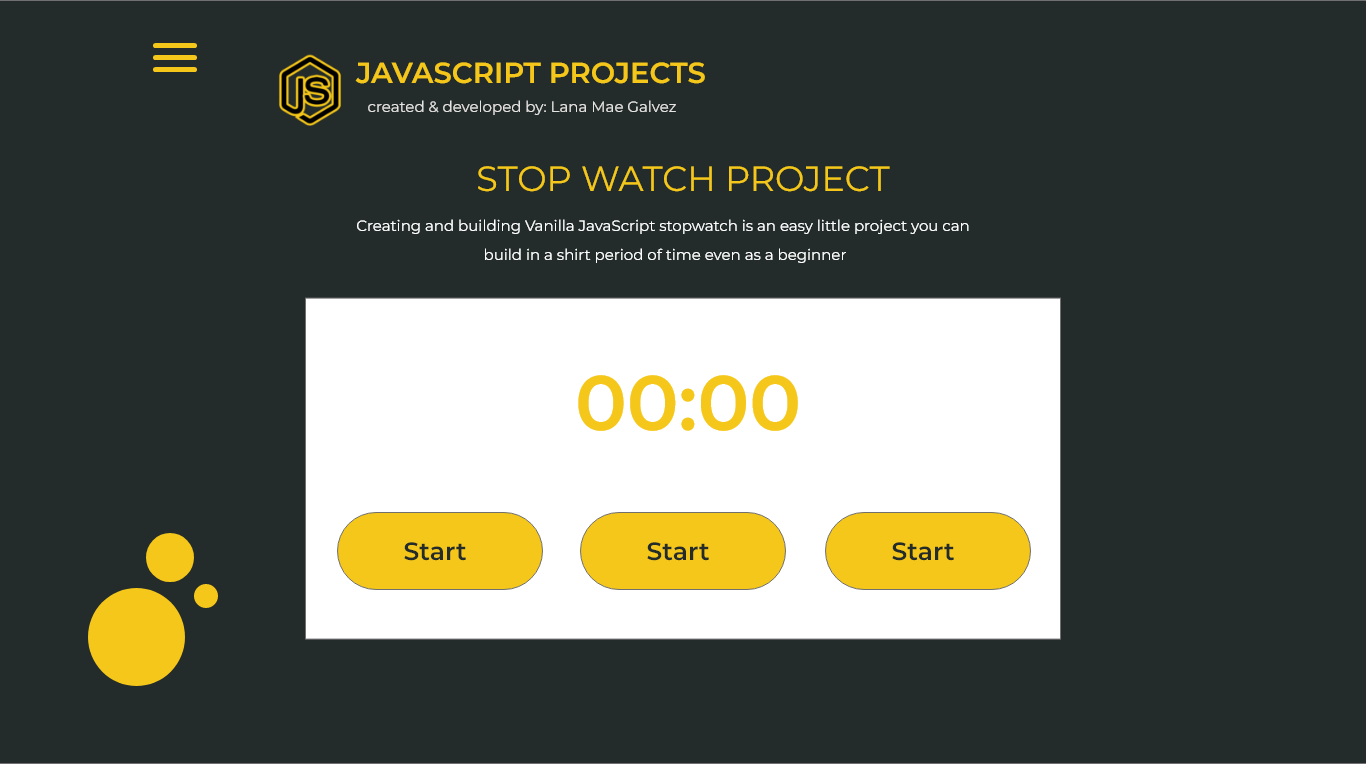 JS
JAVASCRIPT PROJECTS
created & developed by: Lana Mae Galvez
STOP WATCH PROJECT
Creating and building Vanilla JavaScript stopwatch is an easy little project you can
build in a shirt period of time even as a beginner
00:00
Start
Start
Start